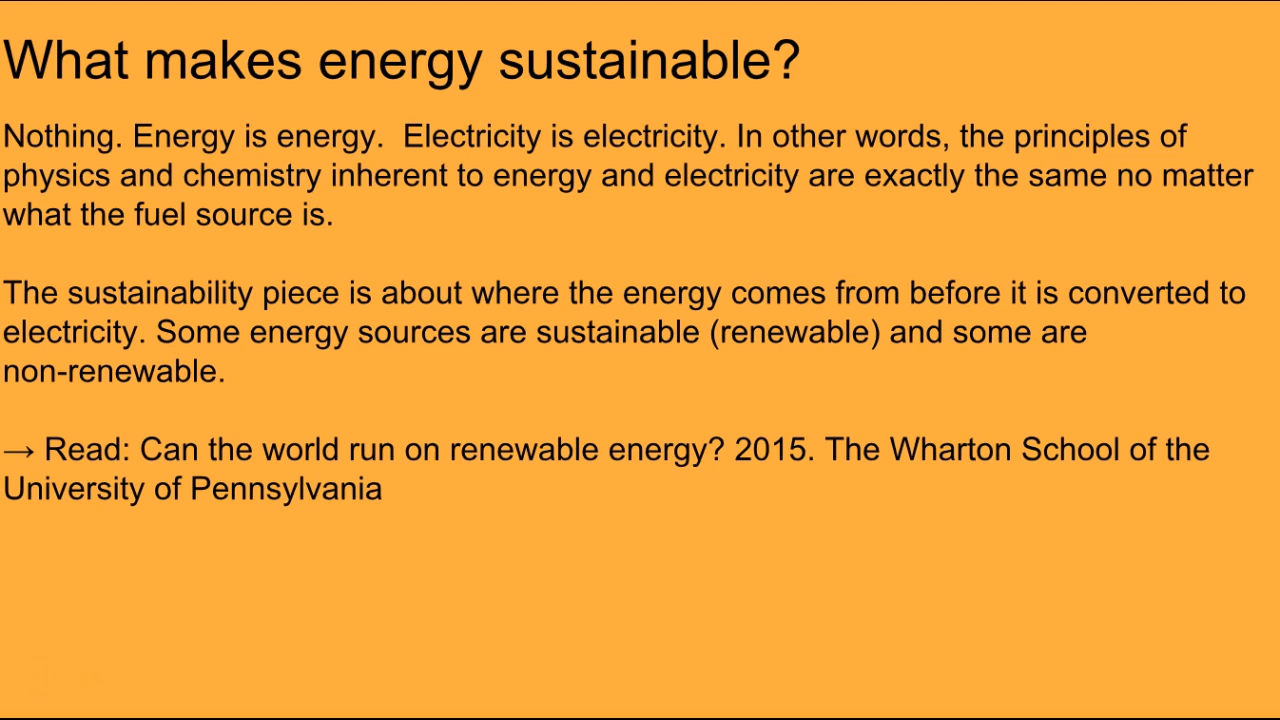 What makes energy sustainable?
Nothing. Energy is energy.  Electricity is electricity. In other words, the principles of
physics and chemistry inherent to energy and electricity are exactly the same no matter
what the fuel source is.
The sustainability piece is about where the energy comes from before it is converted to
electricity. Some energy sources are sustainable (renewable) and some are
non-renewable.
→ Read: Can the world run on renewable energy? 2015. The Wharton School of the
University of Pennsylvania